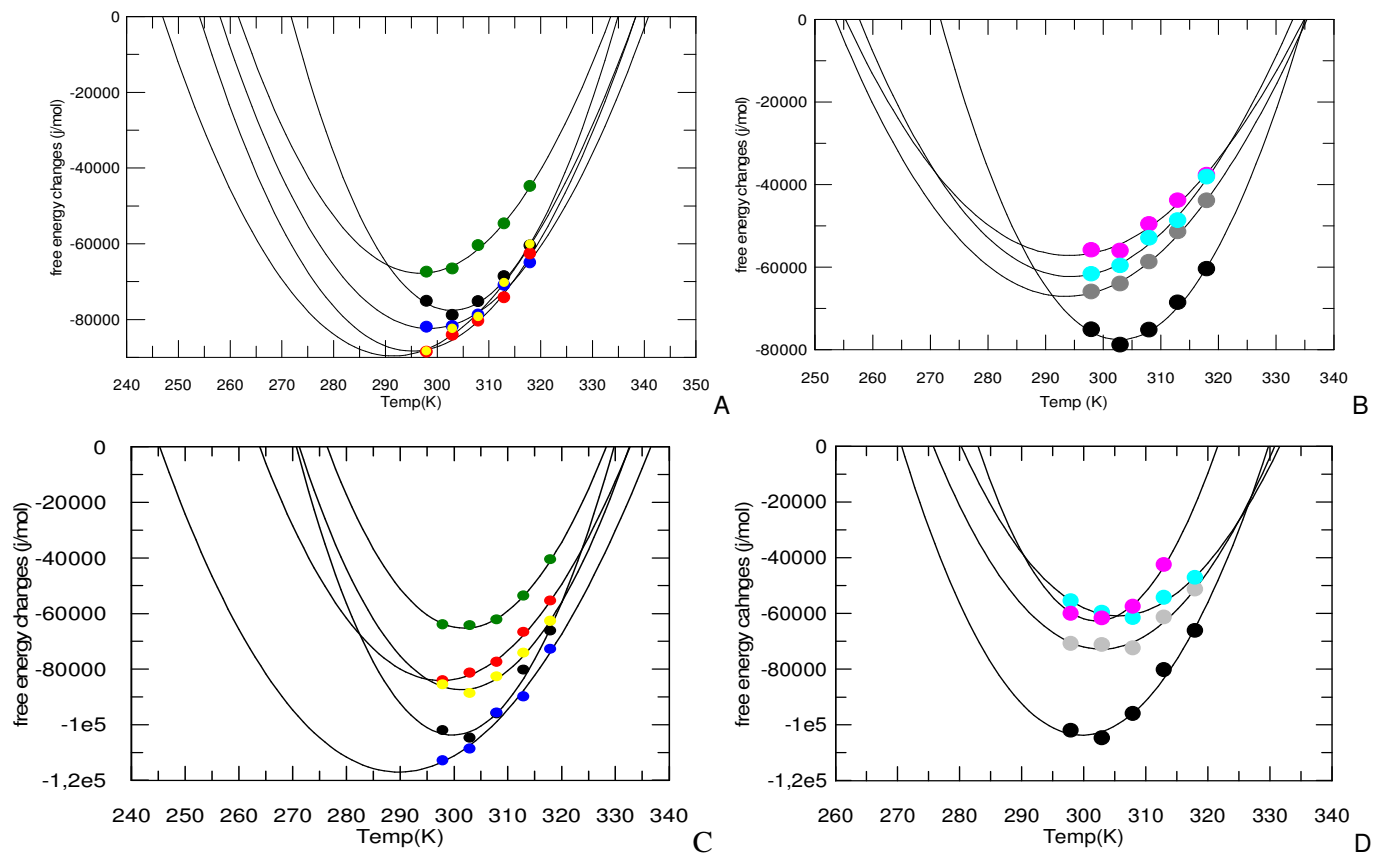 0
-20000
-40000
-60000
-80000
free energy changes (j/mol)
240 250 260 270 280 290 300 310 320 330 340 350
Temp(K)
A
0
-20000
-40000
-60000
-80000
free energy changes (j/mol)
250 260 270 280 290 300 310 320 330 340
Temp (K)
B
0
-20000
-40000
-60000
-80000
-1e5
-1,2e5
free energy changes (j/mol)
240 250 260 270 280 290 300 310 320 330 340
Temp(K)
C
0
-20000
-40000
-60000
-80000
-1e5
-1,2e5
free energy cahnges (j/mol)
260 270 280 290 300 310 320 330 340
Temp(K)
D